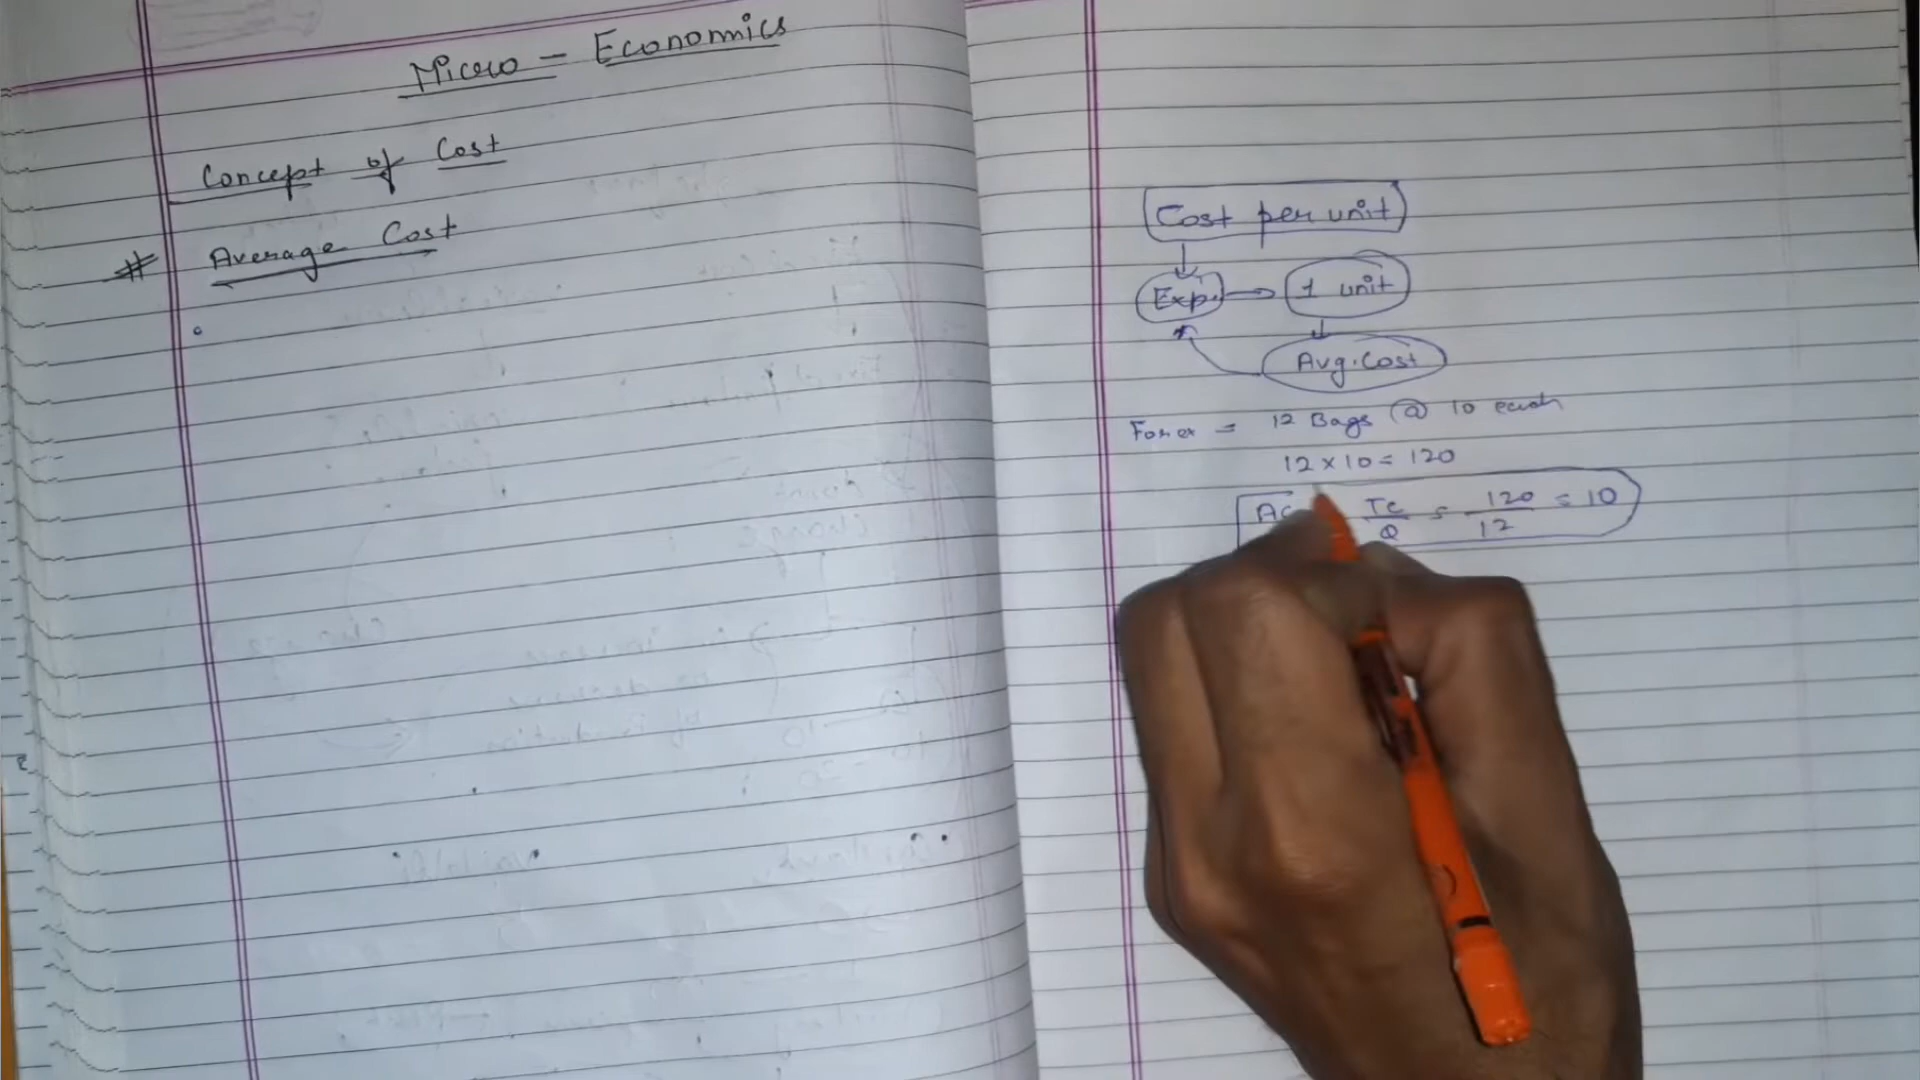 Micro - Economics
Concept of Cost
# Average Cost
Cost per unit
Exp. → 1 unit
Avg. Cost
For ex = 12 Bags @ 10 each
12 × 10 = 120
AC TC/Q = 120/12 = 10